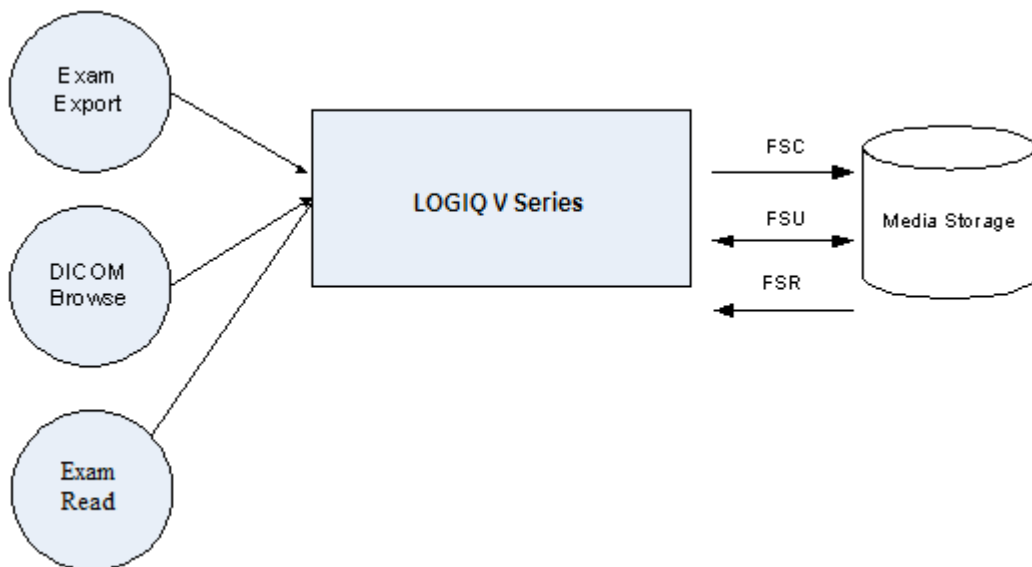 Exam
Export
DICOM
Browse
Exam
Read
LOGIQ V Series
FSC
FSU
FSR
Media Storage